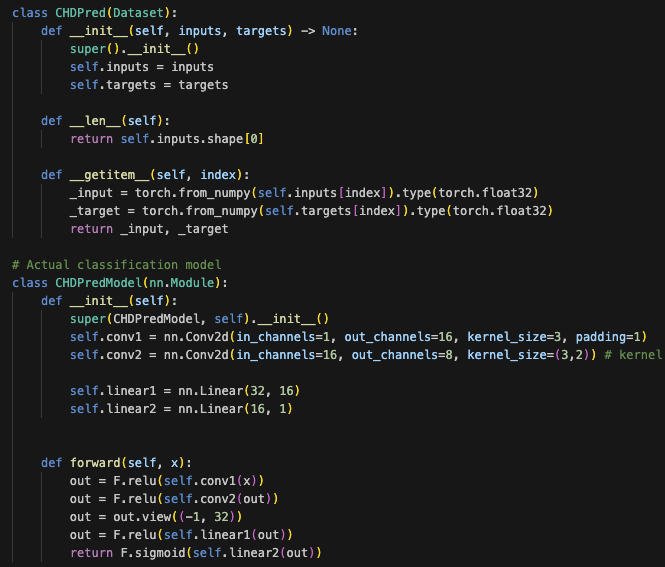 class CHDPred(Dataset):
    def __init__(self, inputs, targets) -> None:
        super().__init__()
        self.inputs = inputs
        self.targets = targets

    def __len__(self):
        return self.inputs.shape[0]

    def __getitem__(self, index):
        _input = torch.from_numpy(self.inputs[index]).type(torch.float32)
        _target = torch.from_numpy(self.targets[index]).type(torch.float32)
        return _input, _target

# Actual classification model
class CHDPredModel(nn.Module):
    def __init__(self):
        super(CHDPredModel, self).__init__()
        self.conv1 = nn.Conv2d(in_channels=1, out_channels=16, kernel_size=3, padding=1)
        self.conv2 = nn.Conv2d(in_channels=16, out_channels=8, kernel_size=(3,2)) # kernel

        self.linear1 = nn.Linear(32, 16)
        self.linear2 = nn.Linear(16, 1)


    def forward(self, x):
        out = F.relu(self.conv1(x))
        out = F.relu(self.conv2(out))
        out = out.view((-1, 32))
        out = F.relu(self.linear1(out))
        return F.sigmoid(self.linear2(out))